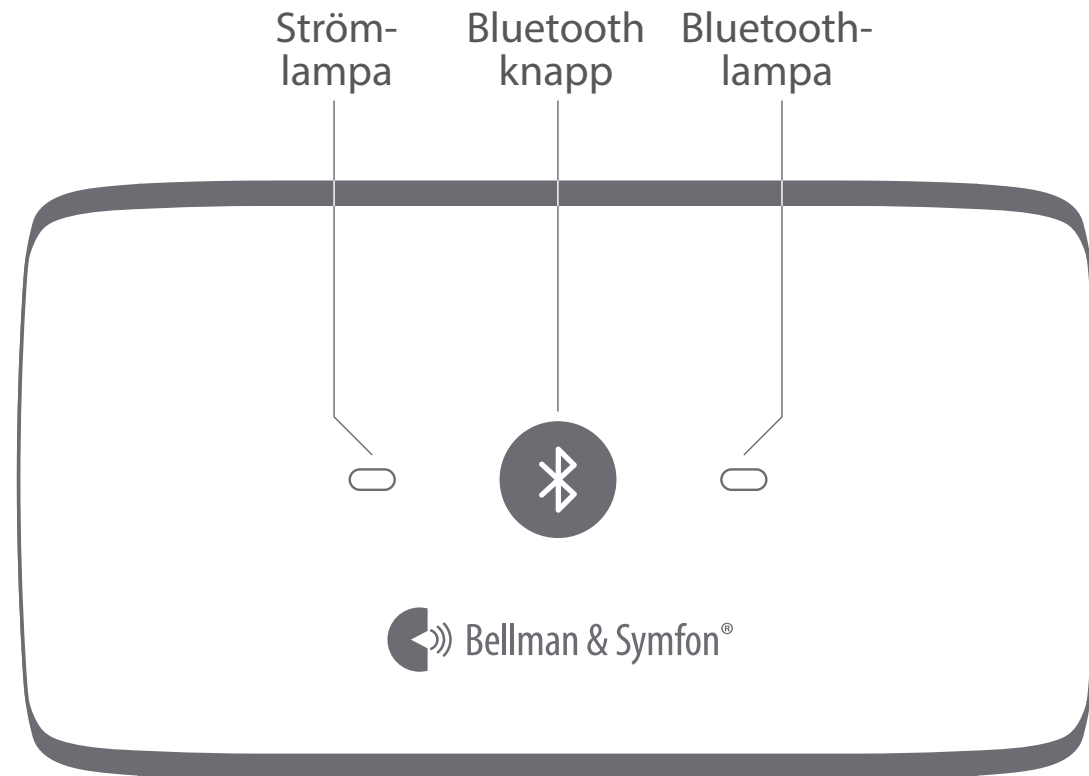 Ström-
lampa
Bluetooth
knapp
Bluetooth-
lampa
Bellman & Symfon®